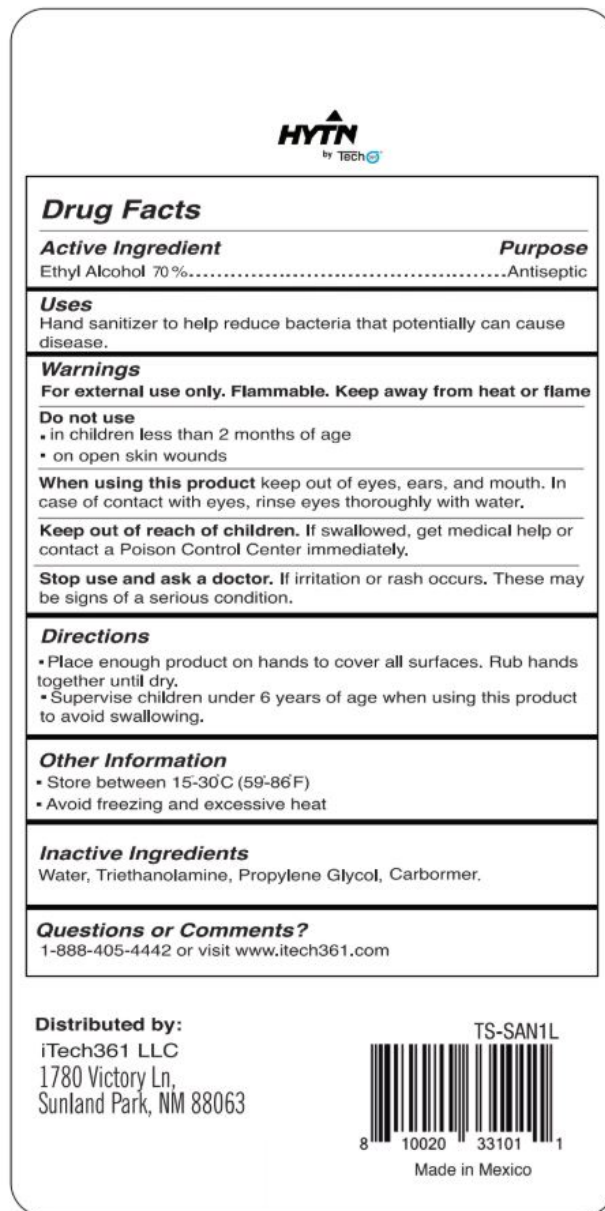 HYTN
by Tech
Drug Facts
Active Ingredient Purpose
Ethyl Alcohol 70%..............................................Antiseptic
Uses
Hand sanitizer to help reduce bacteria that potentially can cause
disease.
Warnings
For external use only. Flammable. Keep away from heat or flame
Do not use
▪ in children less than 2 months of age
▪ on open skin wounds
When using this product keep out of eyes, ears, and mouth. In
case of contact with eyes, rinse eyes thoroughly with water.
Keep out of reach of children. If swallowed, get medical help or
contact a Poison Control Center immediately.
Stop use and ask a doctor. If irritation or rash occurs. These may
be signs of a serious condition.
Directions
▪ Place enough product on hands to cover all surfaces. Rub hands
together until dry.
▪ Supervise children under 6 years of age when using this product
to avoid swallowing.
Other Information
▪ Store between 15°-30°C (59°-86°F)
▪ Avoid freezing and excessive heat
Inactive Ingredients
Water, Triethanolamine, Propylene Glycol, Carbormer.
Questions or Comments?
1-888-405-4442 or visit www.itech361.com
Distributed by:
iTech361 LLC
1780 Victory Ln,
Sunland Park, NM 88063
TS-SAN1L
8 10020 33101 1
Made in Mexico